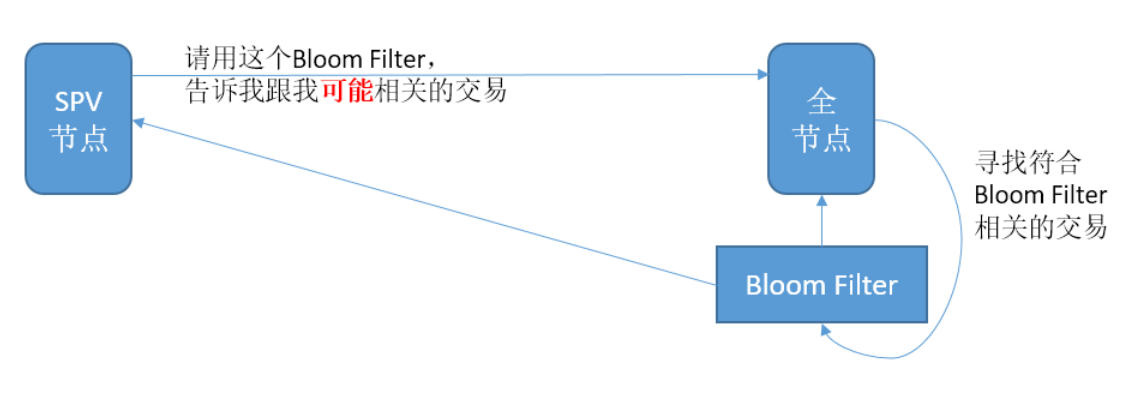 请用这个Bloom Filter，
告诉我跟我可能相关的交易
SPV
节点
全
节点
寻找符合
Bloom Filter
相关的交易
Bloom Filter